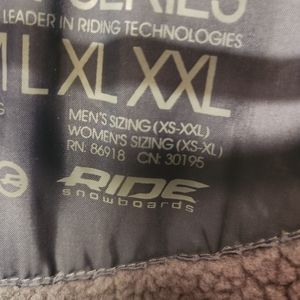 SERIES
LEADER IN RIDING TECHNOLOGIES
L XL XXL
MEN'S SIZING (XS-XXL)
WOMEN'S SIZING (XS-XL)
RN: 86918 CN: 30195
RIDE
snowboards